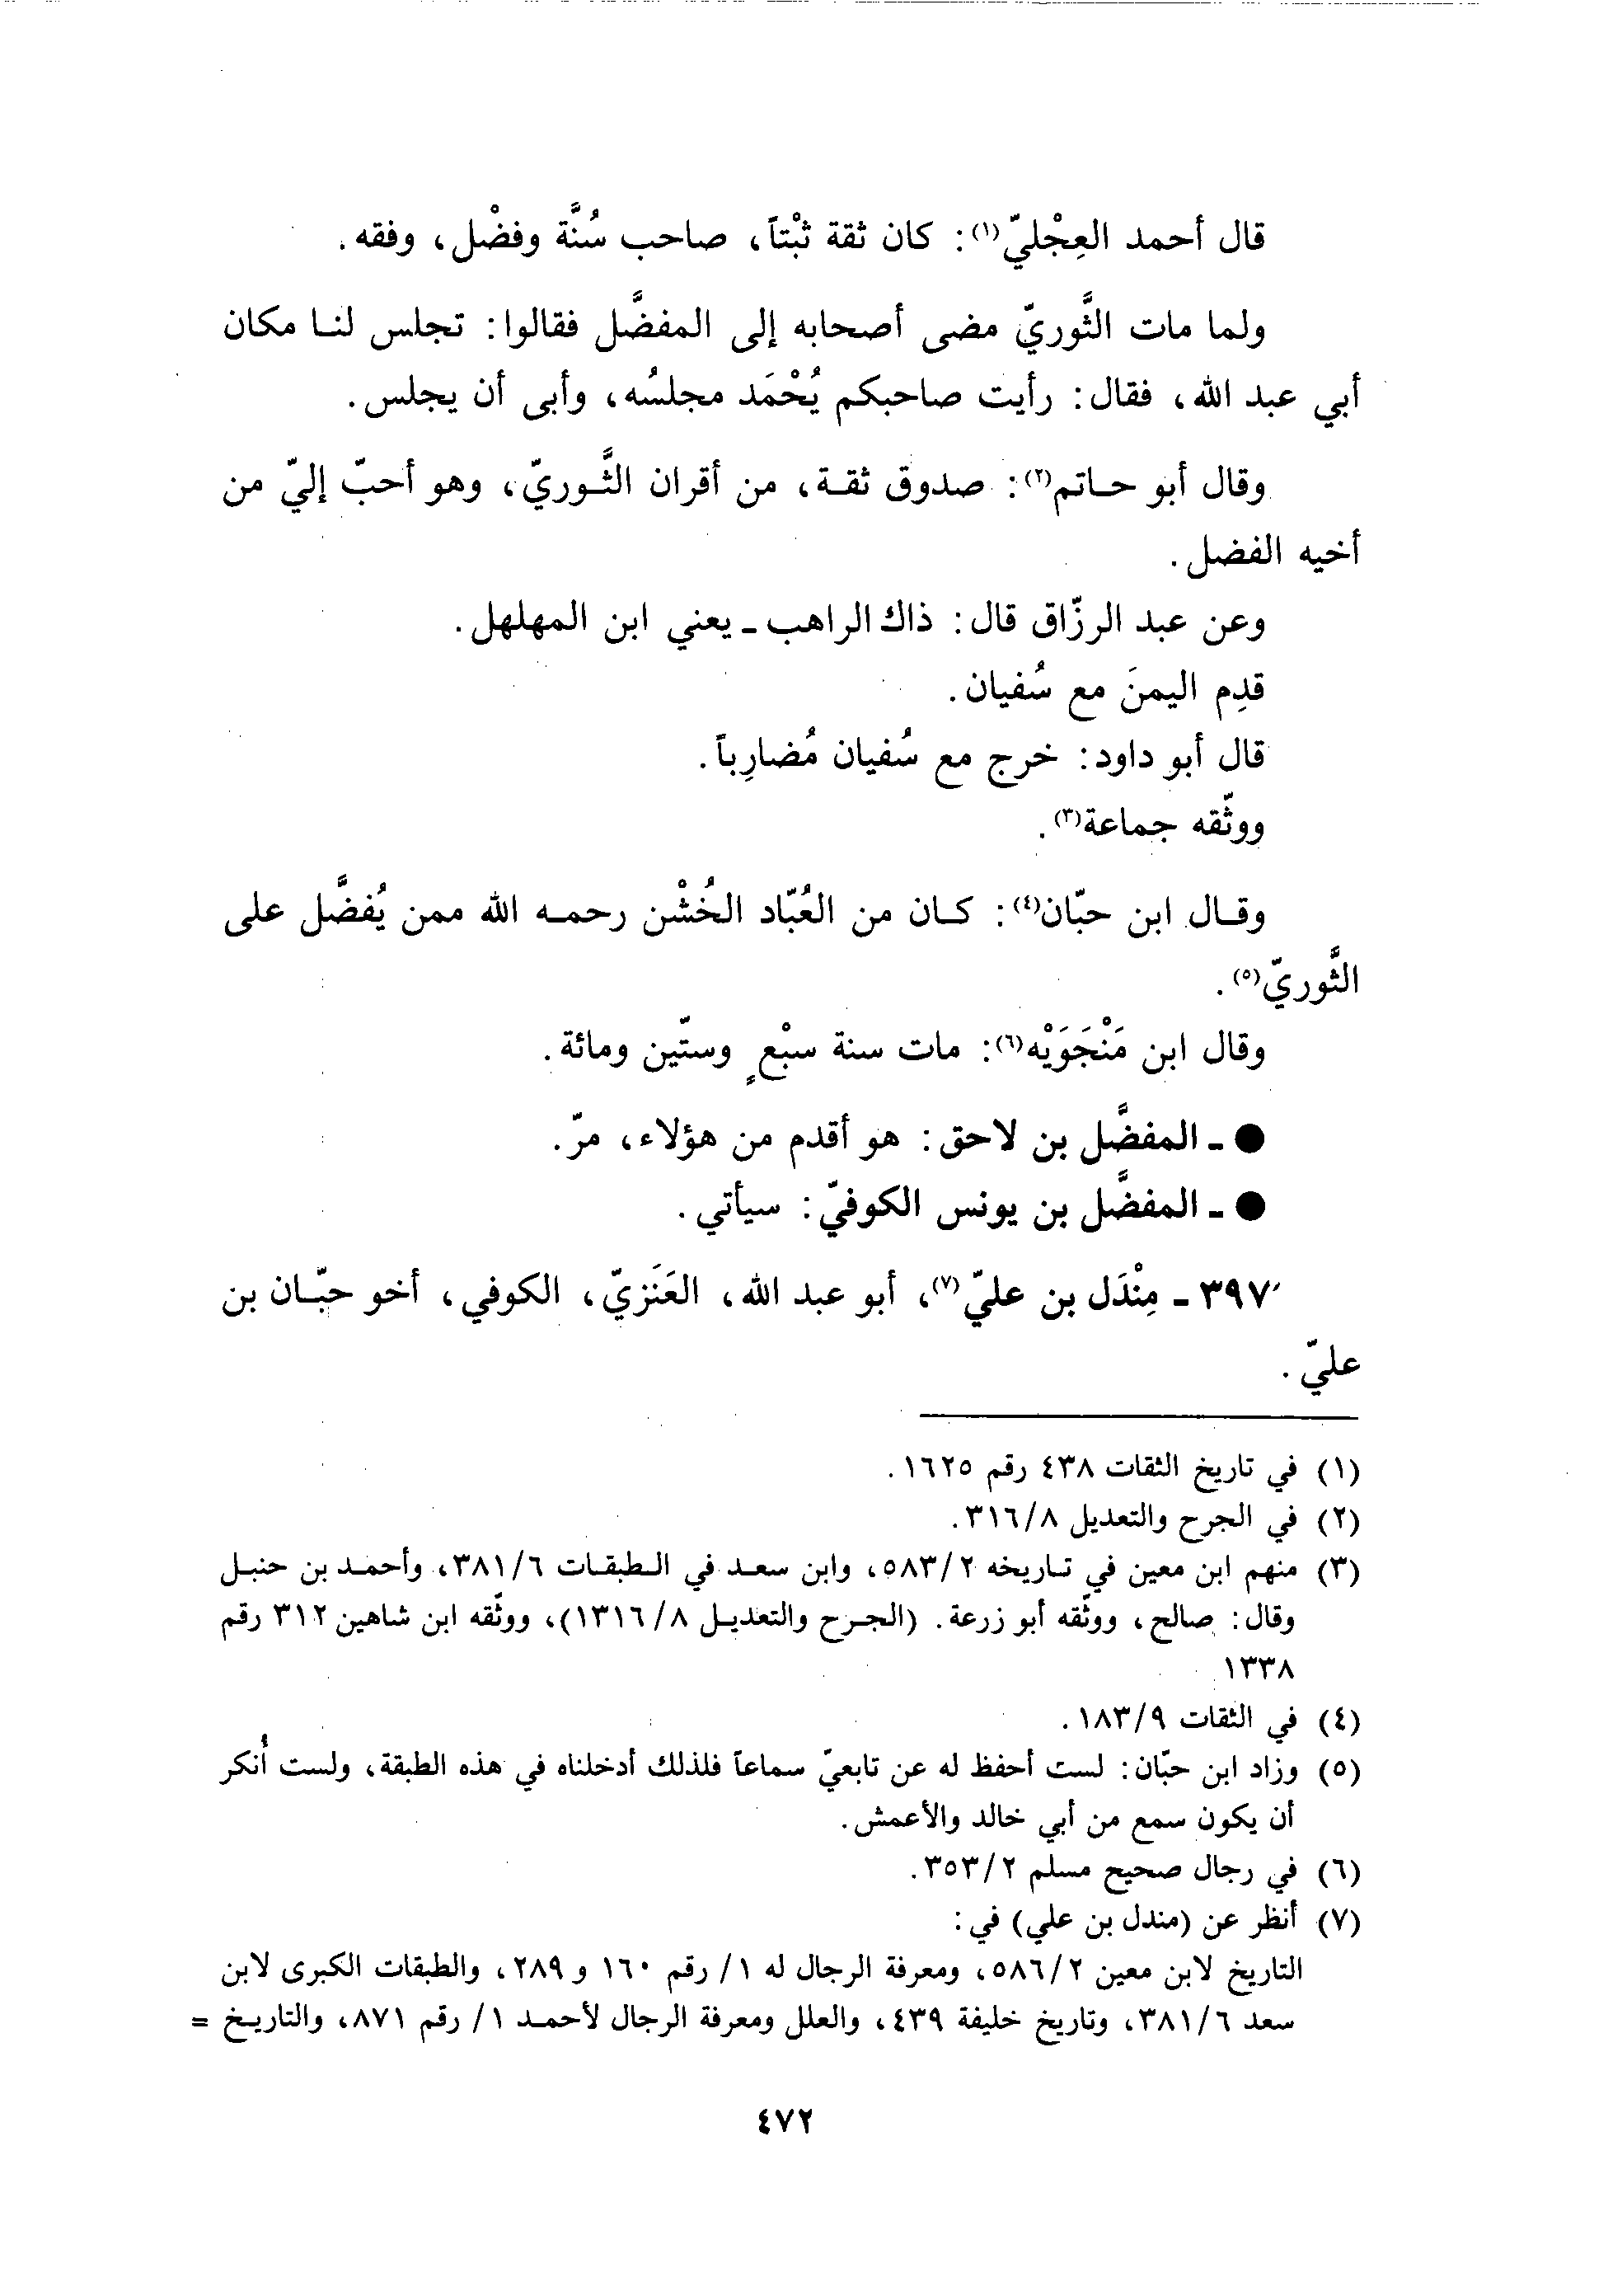 قال أحمد العِجْليّ(١): كان ثقة ثبْتاً، صاحب سُنَّة وفضْل، وفقه.
ولما مات الثَّوريّ مضى أصحابه إلى المفضَّل فقالوا: تجلس لنا مكان
أبي عبد الله، فقال: رأيت صاحبكم يُحْمَد مجلسُه، وأبى أن يجلس.
وقال أبو حاتم(٢): صدوق ثقة، من أقران الثَّوريّ، وهو أحبّ إليّ من
أخيه الفضل.
وعن عبد الرزّاق قال: ذاك الراهب ـ يعني ابن المهلهل.
قدِم اليمنَ مع سُفيان.
قال أبو داود: خرج مع سُفيان مُضارِباً.
ووثّقه جماعة(٣).
وقال ابن حبّان(٤): كان من العُبّاد الخُشْن رحمه الله ممن يُفضَّل على
الثَّوريّ(٥).
وقال ابن مَنْجَوَيْه(٦): مات سنة سبْعٍ وستّين ومائة.
● ـ المفضَّل بن لاحق: هو أقدم من هؤلاء، مرّ.
● ـ المفضَّل بن يونس الكوفيّ: سيأتي.
٣٩٧ ـ مِنْدَل بن عليّ(٧)، أبو عبد الله، العَنَزيّ، الكوفي، أخو حبّان بن
عليّ.
(١) في تاريخ الثقات ٤٣٨ رقم ١٦٢٥.
(٢) في الجرح والتعديل ٣١٦/٨.
(٣) منهم ابن معين في تاريخه ٥٨٣/٢، وابن سعد في الطبقات ٣٨١/٦، وأحمد بن حنبل
وقال: صالح، ووثّقه أبو زرعة. (الجرح والتعديل ١٣١٦/٨)، ووثّقه ابن شاهين ٣١٢ رقم
١٣٣٨
(٤) في الثقات ١٨٣/٩.
(٥) وزاد ابن حبّان: لست أحفظ له عن تابعيّ سماعاً فلذلك أدخلناه في هذه الطبقة، ولست أُنكر
أن يكون سمع من أبي خالد والأعمش.
(٦) في رجال صحيح مسلم ٣٥٣/٢.
(٧) أنظر عن (مندل بن علي) في:
التاريخ لابن معين ٥٨٦/٢، ومعرفة الرجال له ١/ رقم ١٦٠ و ٢٨٩، والطبقات الكبرى لابن
سعد ٣٨١/٦، وتاريخ خليفة ٤٣٩، والعلل ومعرفة الرجال لأحمد ١/ رقم ٨٧١، والتاريخ =
٤٧٢